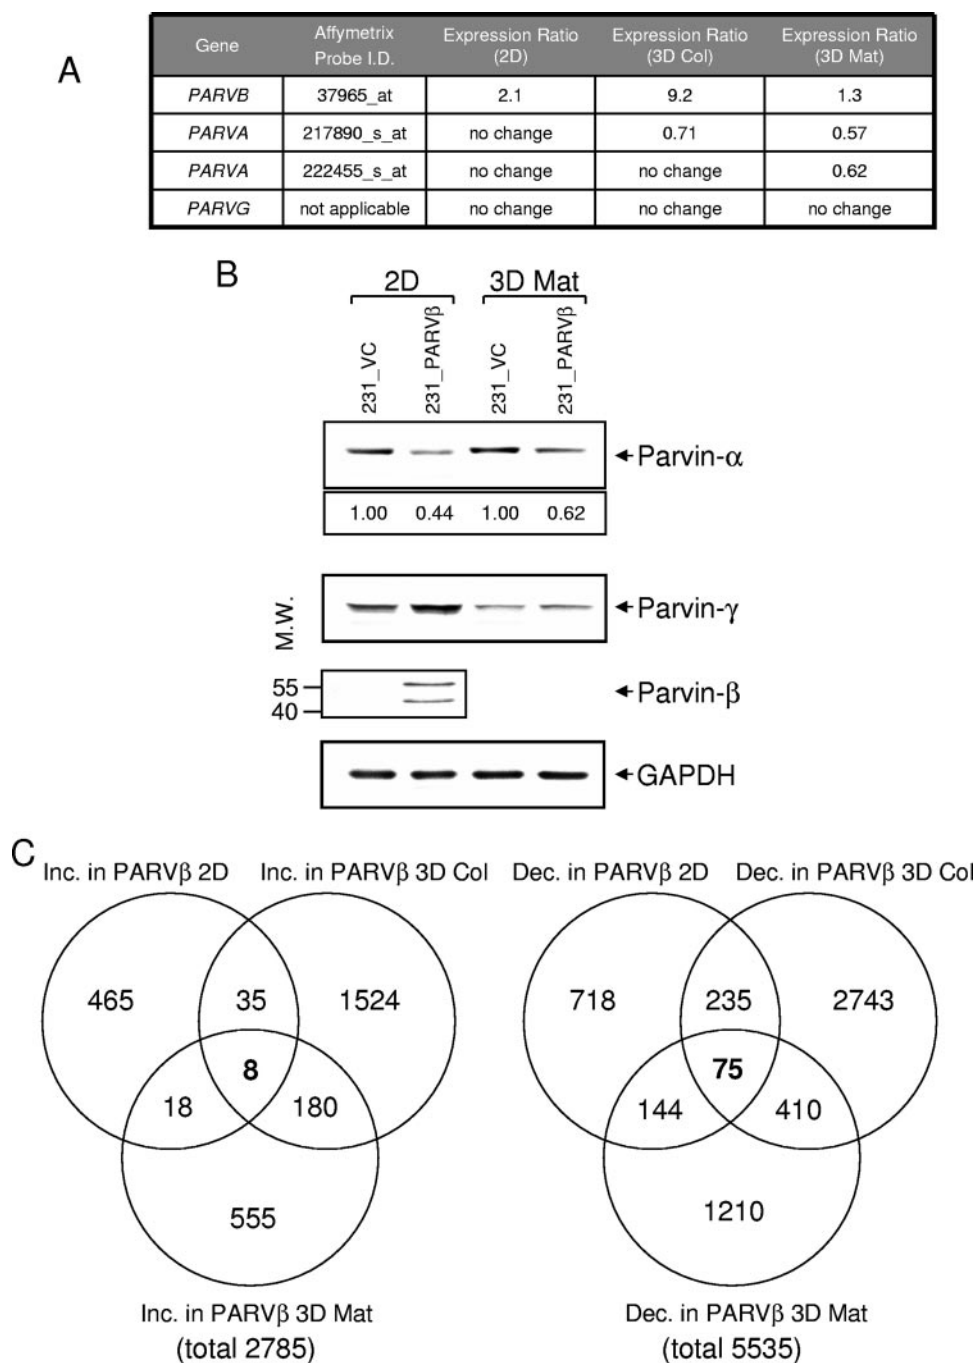 A
Gene Affymetrix Probe I.D. Expression Ratio (2D) Expression Ratio (3D Col) Expression Ratio (3D Mat)
PARVB 37965_at 2.1 9.2 1.3
PARVA 217890_s_at no change 0.71 0.57
PARVA 222455_s_at no change no change 0.62
PARVG not applicable no change no change no change
B
2D 3D Mat
231_VC 231_PARVβ 231_VC 231_PARVβ
Parvin-α
1.00 0.44 1.00 0.62
Parvin-γ
M.W.
55
40
Parvin-β
GAPDH
C
Inc. in PARVβ 2D Inc. in PARVβ 3D Col Dec. in PARVβ 2D Dec. in PARVβ 3D Col
465 35 1524 718 235 2743
8 75
18 180 144 410
555 1210
Inc. in PARVβ 3D Mat Dec. in PARVβ 3D Mat
(total 2785) (total 5535)